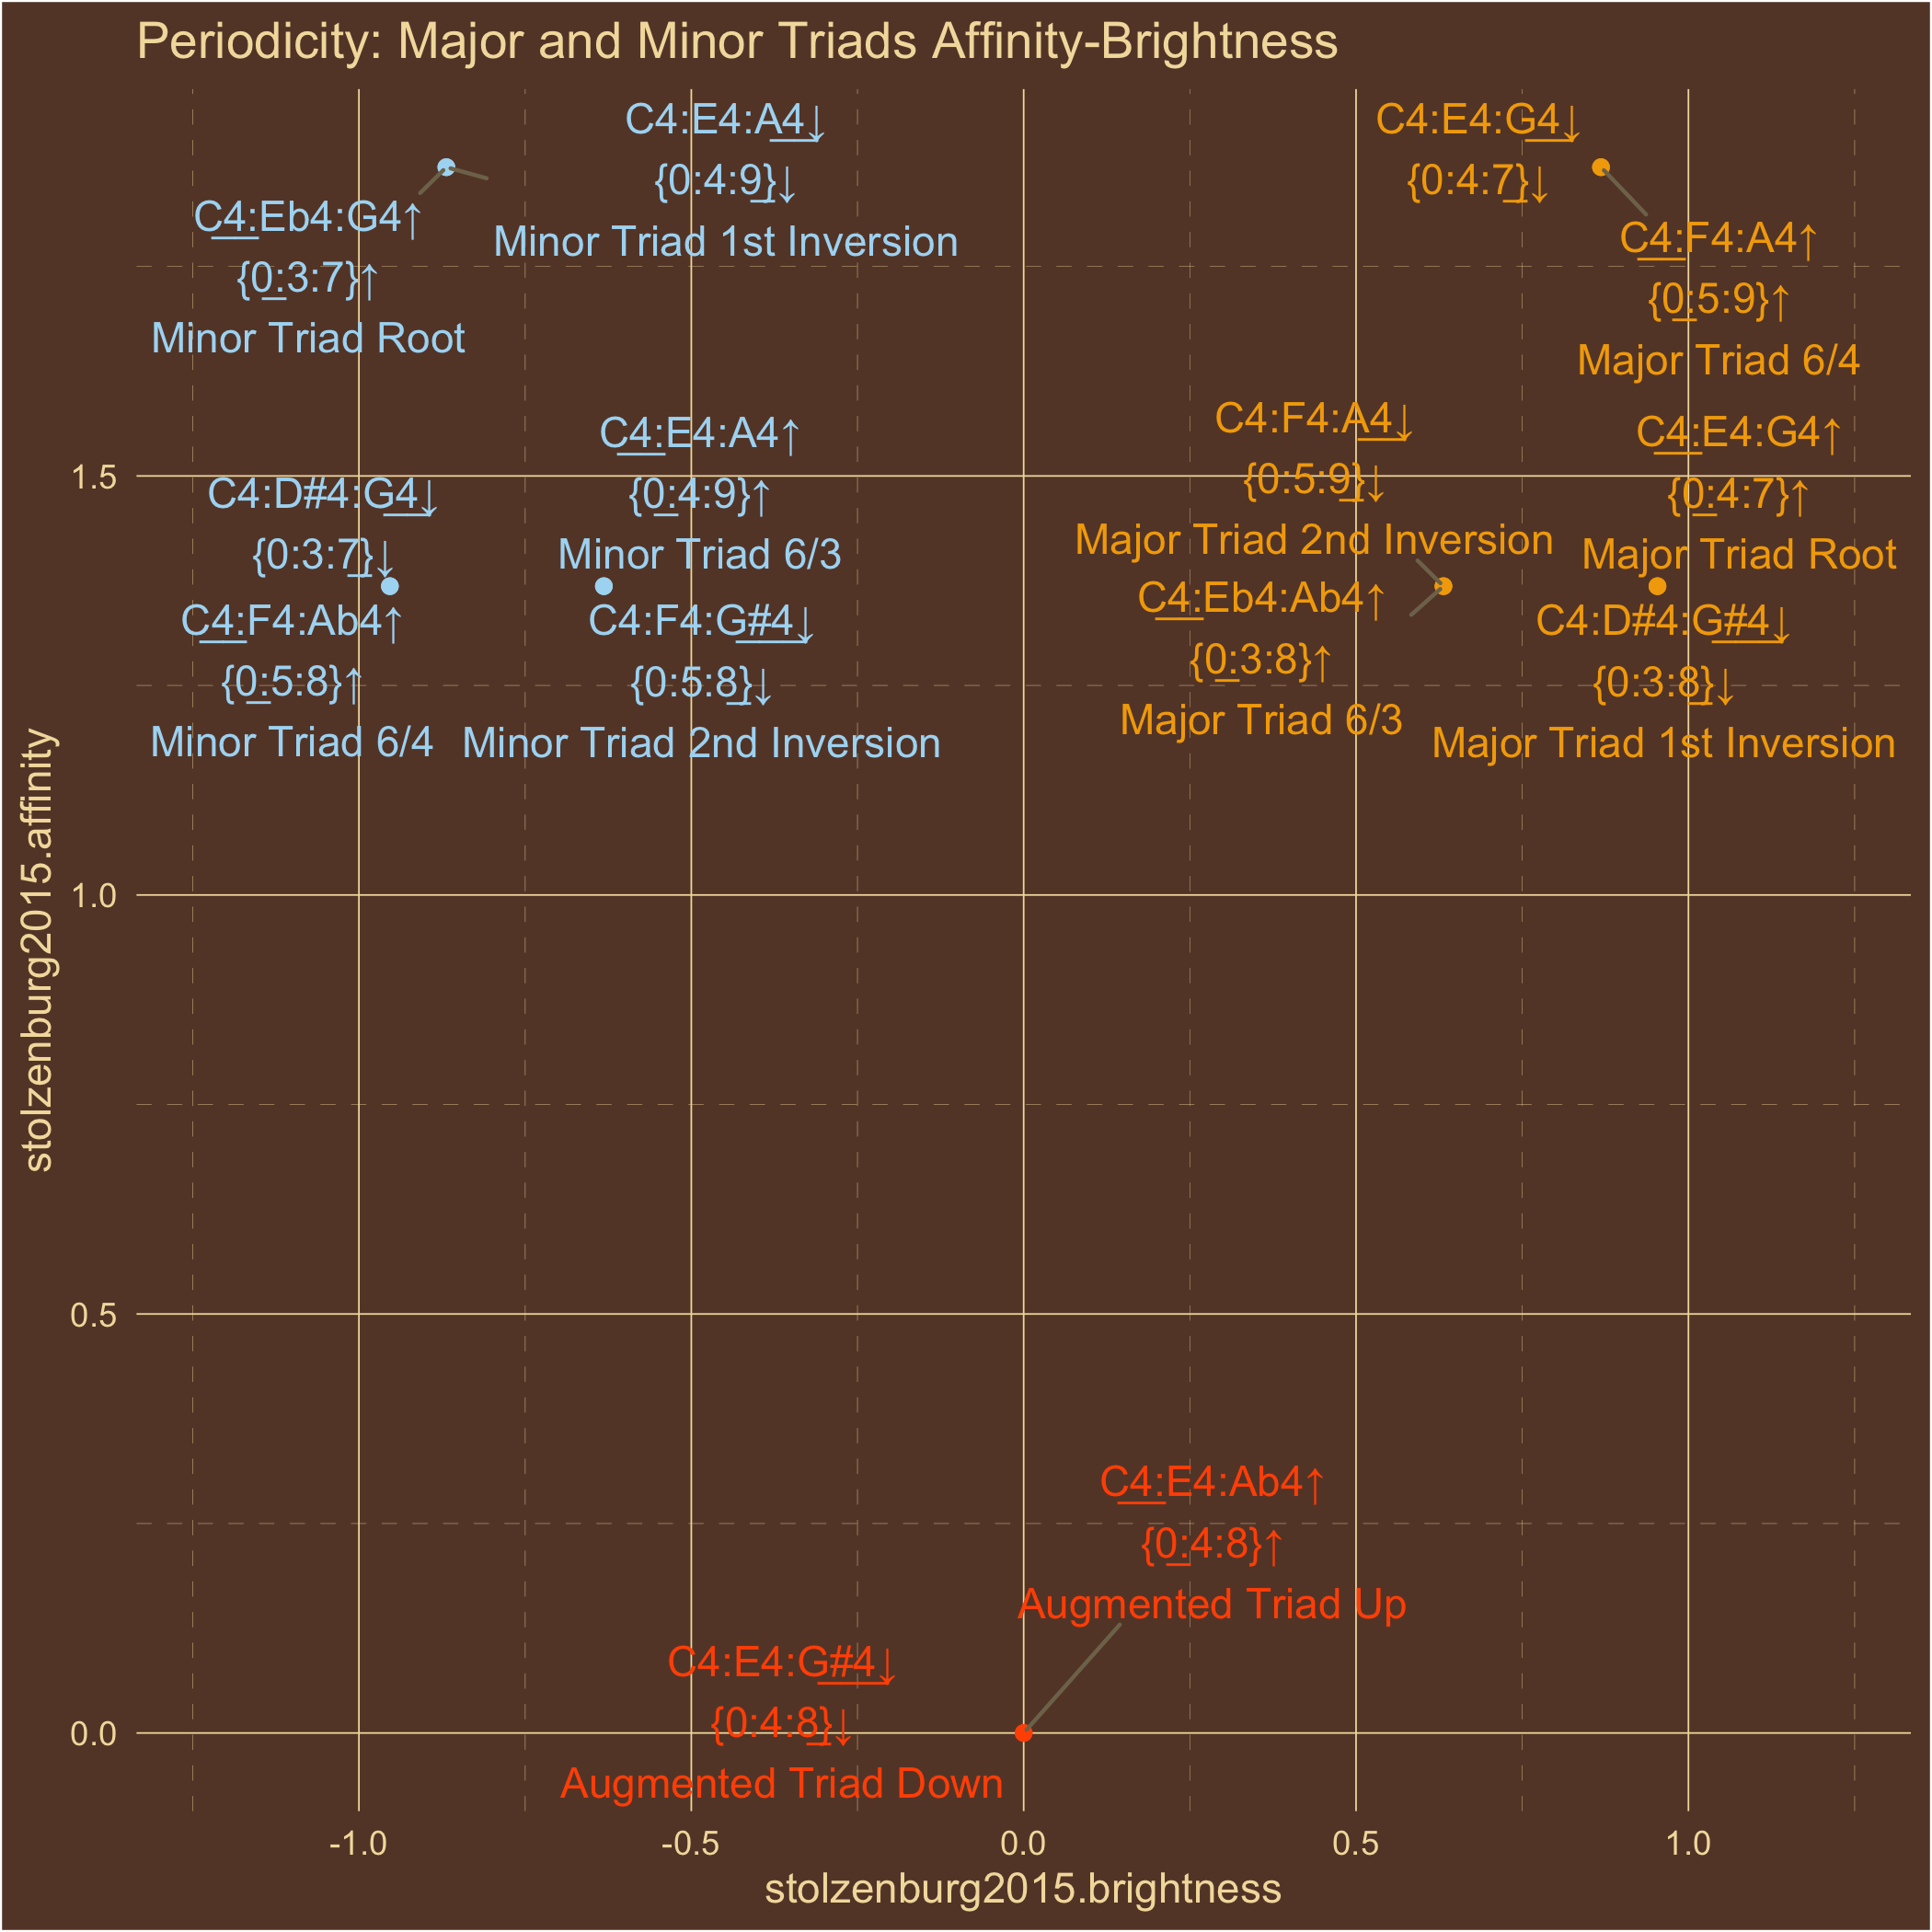 Periodicity: Major and Minor Triads Affinity-Brightness
C4:E4:A4↓
{0:4:9}↓
Minor Triad 1st Inversion
C4:E4:G4↓
{0:4:7}↓
C4:Eb4:G4↑
{0:3:7}↑
Minor Triad Root
C4:F4:A4↑
{0:5:9}↑
Major Triad 6/4
C4:D#4:G4↓
{0:3:7}↓
C4:E4:A4↑
{0:4:9}↑
Minor Triad 6/3
C4:F4:A4↓
{0:5:9}↓
Major Triad 2nd Inversion
C4:E4:G4↑
{0:4:7}↑
Major Triad Root
C4:F4:Ab4↑
{0:5:8}↑
Minor Triad 6/4
C4:F4:G#4↓
{0:5:8}↓
Minor Triad 2nd Inversion
C4:Eb4:Ab4↑
{0:3:8}↑
Major Triad 6/3
C4:D#4:G#4↓
{0:3:8}↓
Major Triad 1st Inversion
C4:E4:Ab4↑
{0:4:8}↑
Augmented Triad Up
C4:E4:G#4↓
{0:4:8}↓
Augmented Triad Down
1.5
1.0
0.5
0.0
stolzenburg2015.affinity
-1.0
-0.5
0.0
0.5
1.0
stolzenburg2015.brightness